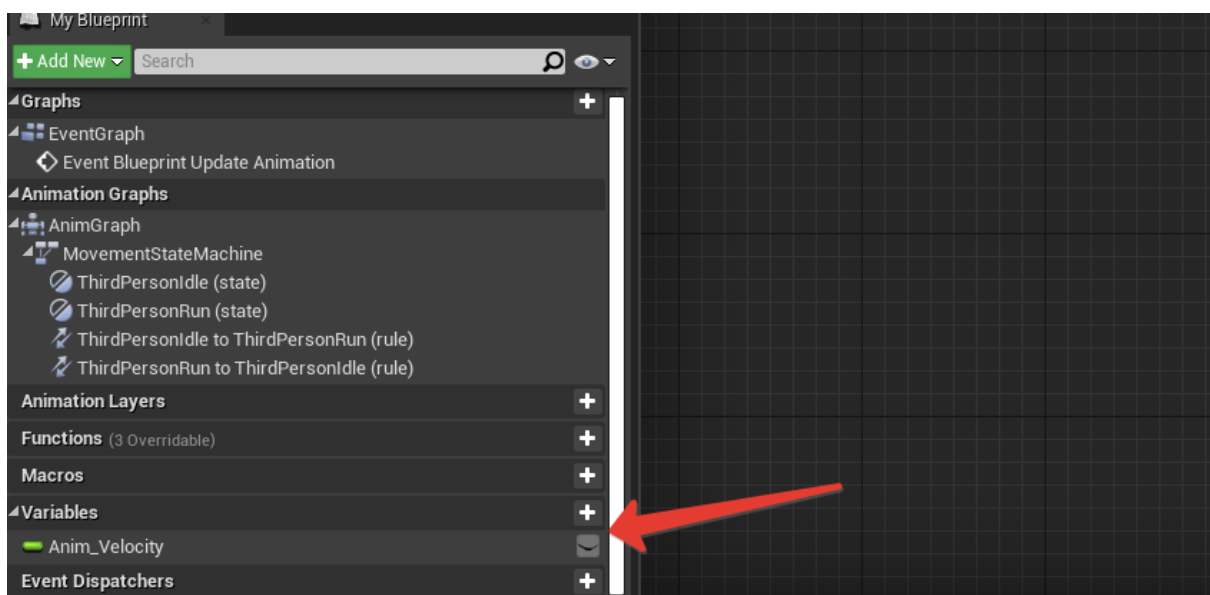 My Blueprint
Add New
Search
Graphs
EventGraph
Event Blueprint Update Animation
Animation Graphs
AnimGraph
MovementStateMachine
ThirdPersonIdle (state)
ThirdPersonRun (state)
ThirdPersonIdle to ThirdPersonRun (rule)
ThirdPersonRun to ThirdPersonIdle (rule)
Animation Layers
Functions (3 Overridable)
Macros
Variables
Anim_Velocity
Event Dispatchers